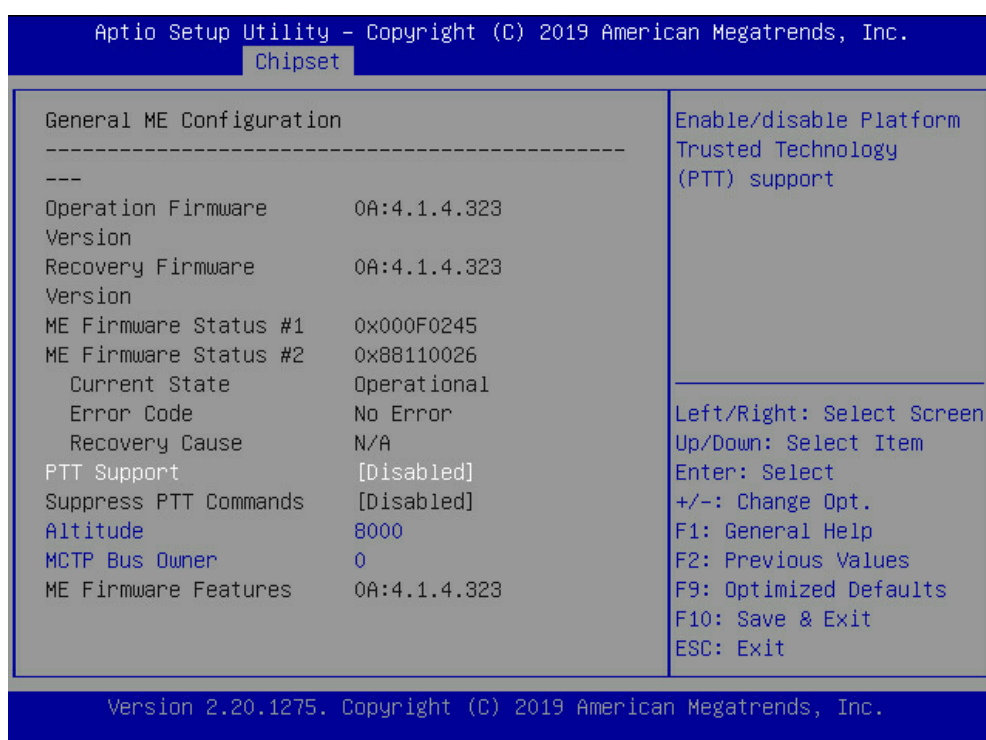 Aptio Setup Utility – Copyright (C) 2019 American Megatrends, Inc.
Chipset
General ME Configuration
-----------------------------------------------
---
Operation Firmware 0A:4.1.4.323
Version
Recovery Firmware 0A:4.1.4.323
Version
ME Firmware Status #1 0x000F0245
ME Firmware Status #2 0x88110026
Current State Operational
Error Code No Error
Recovery Cause N/A
PTT Support [Disabled]
Suppress PTT Commands [Disabled]
Altitude 8000
MCTP Bus Owner 0
ME Firmware Features 0A:4.1.4.323
Enable/disable Platform
Trusted Technology
(PTT) support
Left/Right: Select Screen
Up/Down: Select Item
Enter: Select
+/-: Change Opt.
F1: General Help
F2: Previous Values
F9: Optimized Defaults
F10: Save & Exit
ESC: Exit
Version 2.20.1275. Copyright (C) 2019 American Megatrends, Inc.